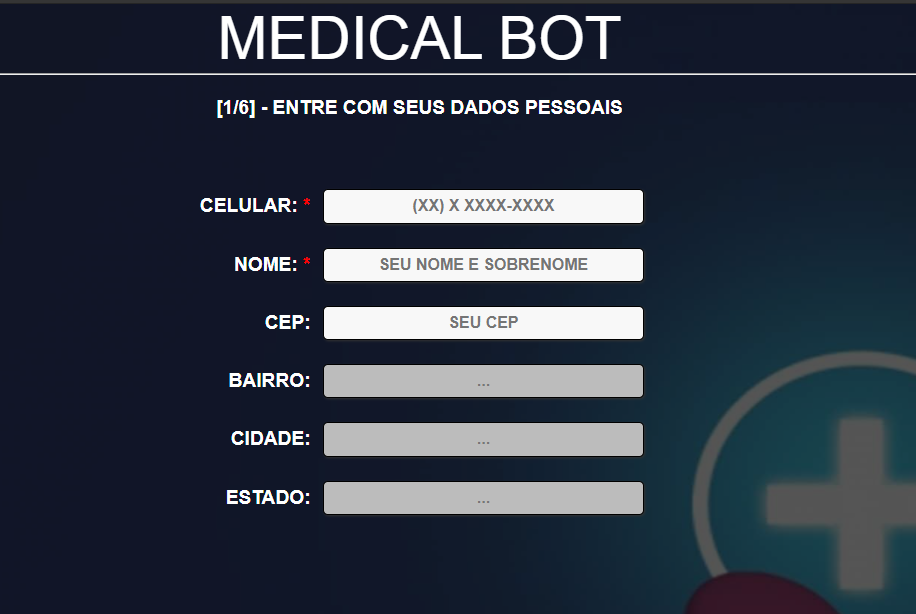 MEDICAL BOT
[1/6] - ENTRE COM SEUS DADOS PESSOAIS
CELULAR: * (XX) X XXXX-XXXX
NOME: * SEU NOME E SOBRENOME
CEP: SEU CEP
BAIRRO: ...
CIDADE: ...
ESTADO: ...